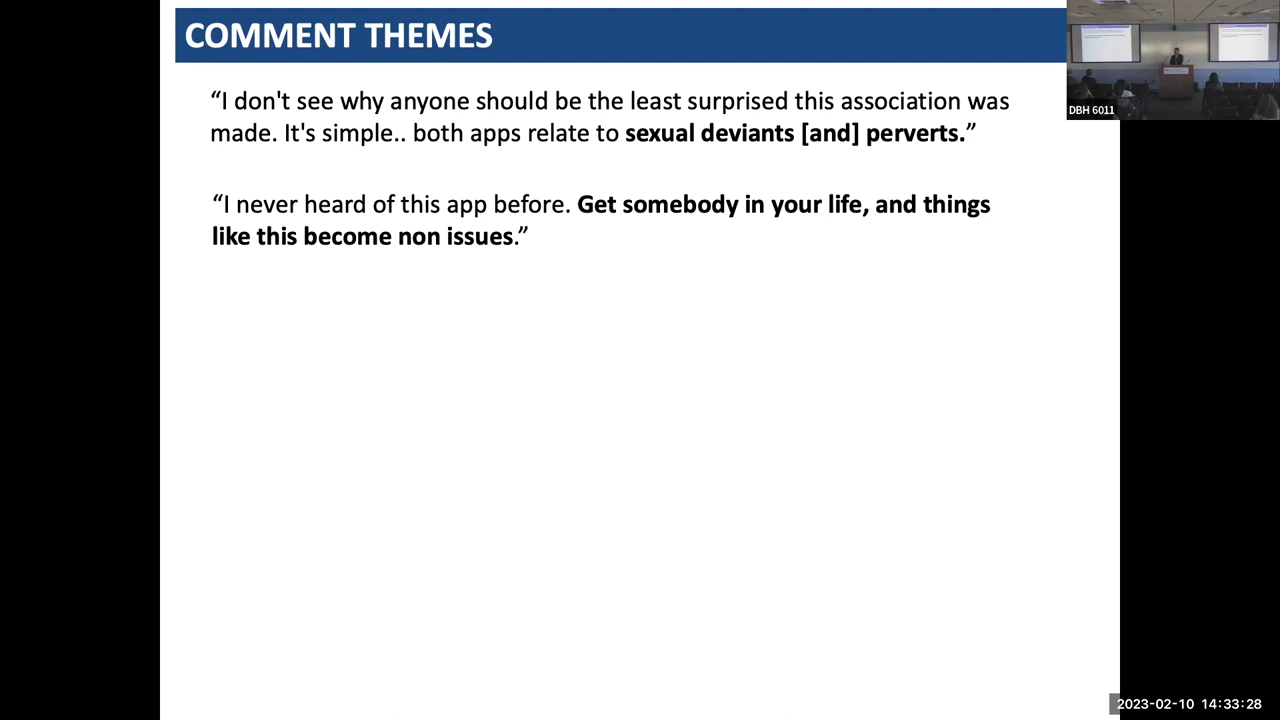 COMMENT THEMES
“I don't see why anyone should be the least surprised this association was
made. It's simple.. both apps relate to sexual deviants [and] perverts.”
“I never heard of this app before. Get somebody in your life, and things
like this become non issues.”
DBH 6011
2023-02-10 14:33:28